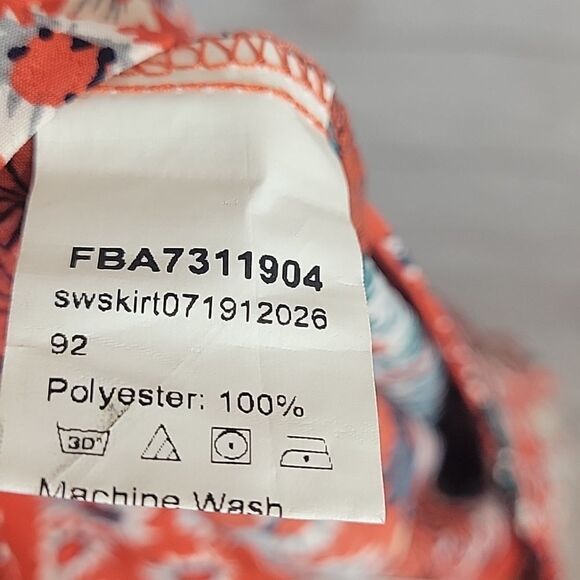 FBA7311904
swskirt071912026
92
Polyester: 100%
30°
Machine Wash